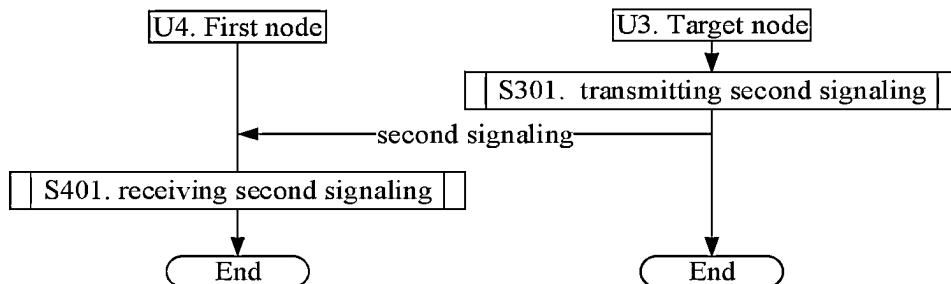 U4. First node
U3. Target node
S301. transmitting second signaling
second signaling
S401. receiving second signaling
End
End